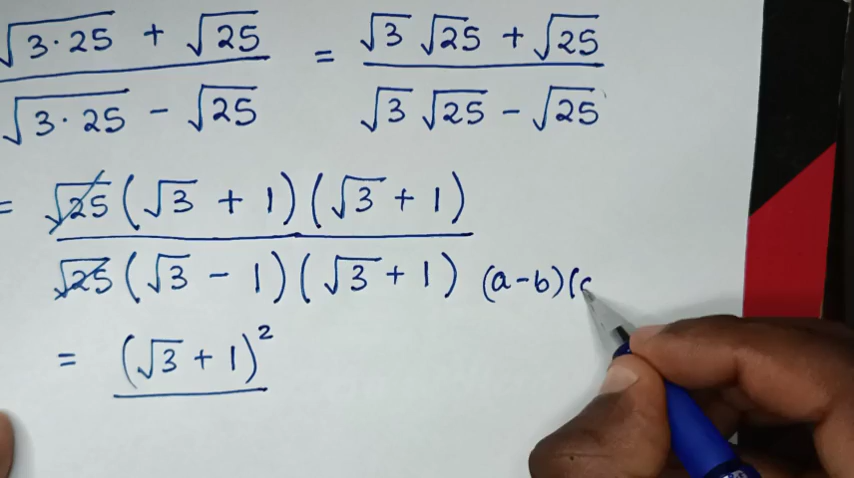 √3·25 + √25 / √3·25 − √25 = √3 √25 + √25 / √3 √25 − √25
= √25 (√3 + 1)(√3 + 1) / √25 (√3 − 1)(√3 + 1) (a−b)(
= (√3 + 1)²